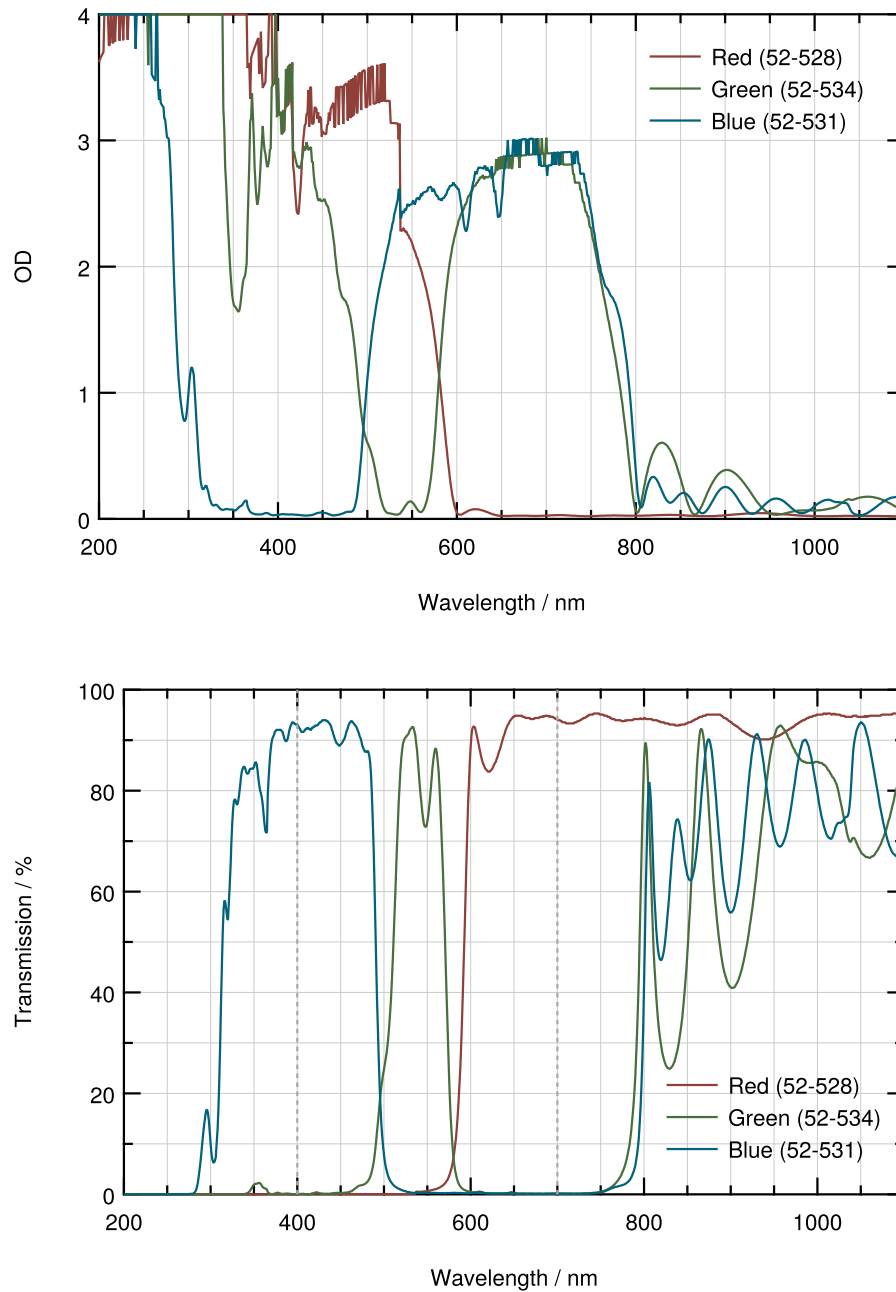 4
3
2
1
0
OD
200
400
600
800
1000
Wavelength / nm
Red (52-528)
Green (52-534)
Blue (52-531)
100
80
60
40
20
0
Transmission / %
200
400
600
800
1000
Wavelength / nm
Red (52-528)
Green (52-534)
Blue (52-531)